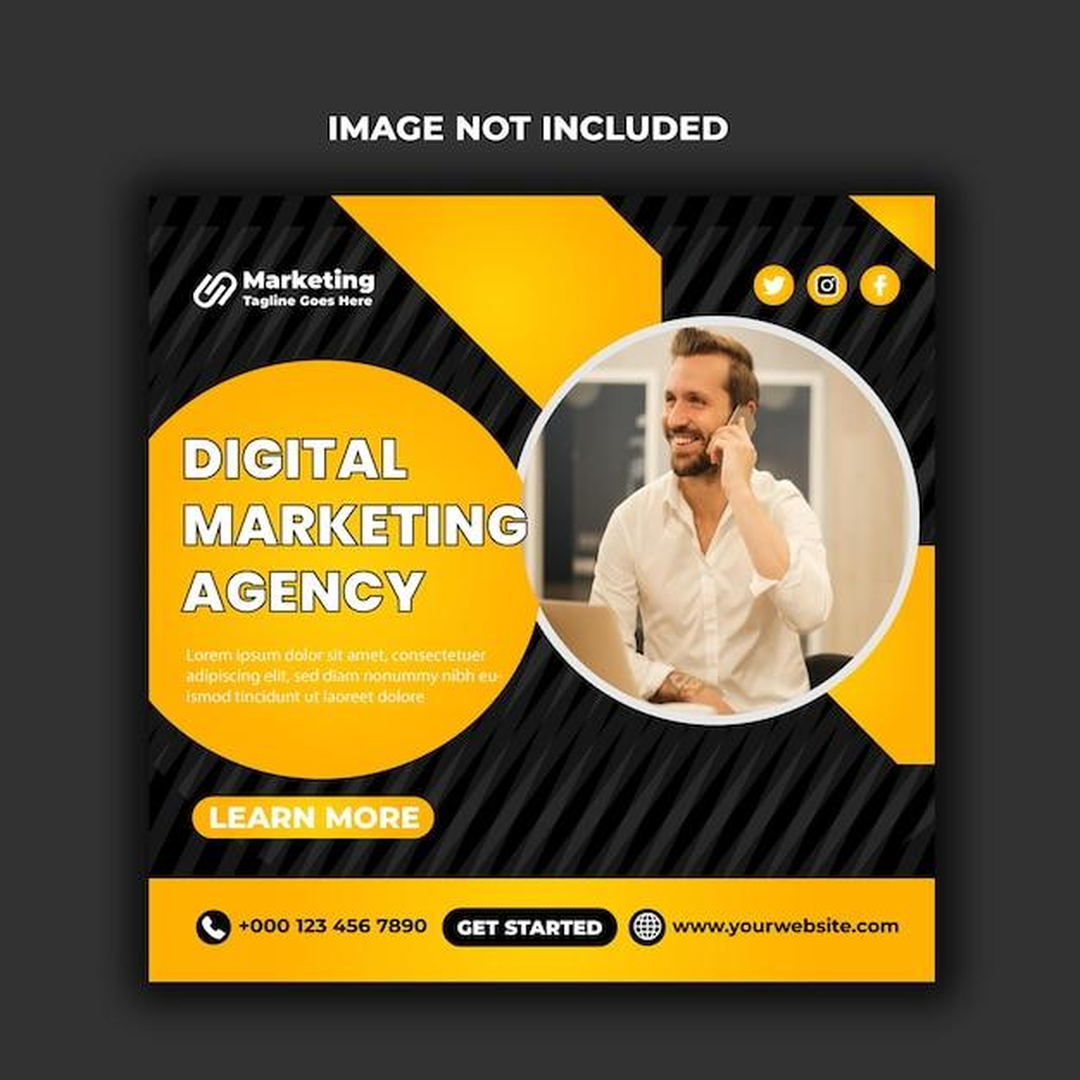 IMAGE NOT INCLUDED
Marketing
Tagline Goes Here
DIGITAL
MARKETING
AGENCY
Lorem ipsum dolor sit amet, consectetuer
adipiscing elit, sed diam nonummy nibh eu-
ismod tincidunt ut laoreet dolore
LEARN MORE
+000 123 456 7890
GET STARTED
www.yourwebsite.com